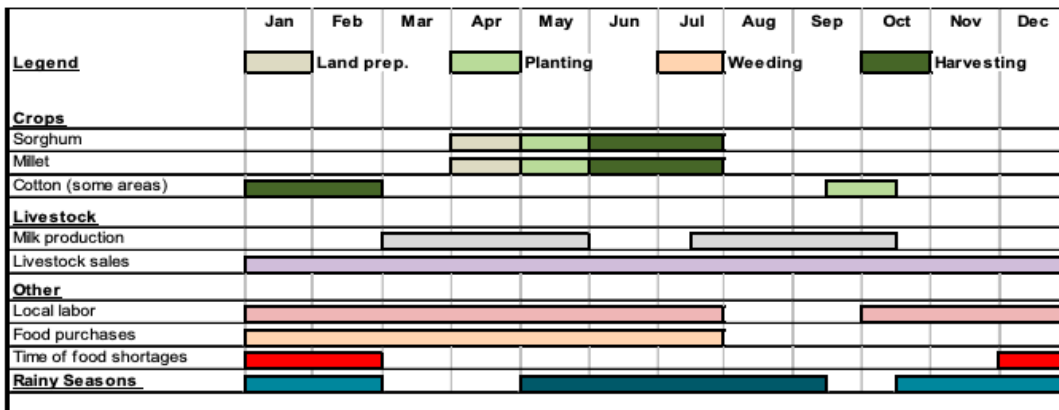 Jan Feb Mar Apr May Jun Jul Aug Sep Oct Nov Dec
Legend Land prep. Planting Weeding Harvesting
Crops
Sorghum
Millet
Cotton (some areas)
Livestock
Milk production
Livestock sales
Other
Local labor
Food purchases
Time of food shortages
Rainy Seasons